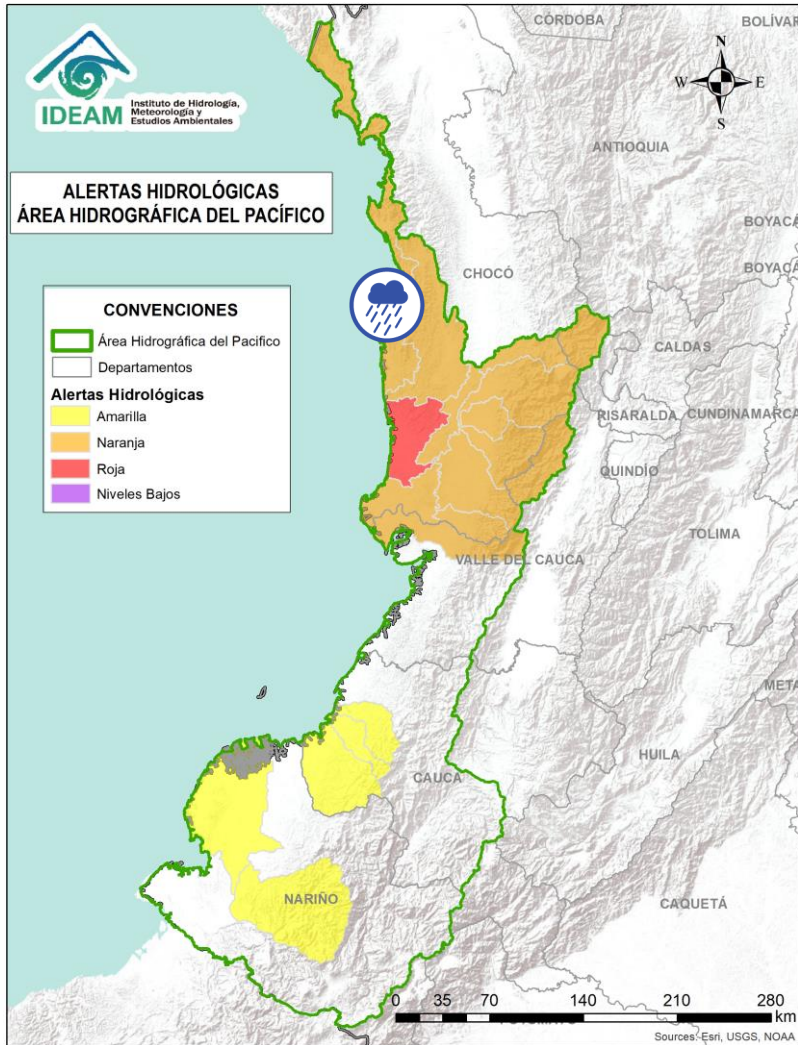 CÓRDOBA
BOLÍVAR
N
W
E
S
IDEAM
Instituto de Hidrología,
Meteorología y
Estudios Ambientales
ANTIOQUIA
ALERTAS HIDROLÓGICAS
ÁREA HIDROGRÁFICA DEL PACÍFICO
BOYACÁ
BOYACÁ
CHOCÓ
CONVENCIONES
Área Hidrográfica del Pacifico
Departamentos
Alertas Hidrológicas
Amarilla
Naranja
Roja
Niveles Bajos
CALDAS
RISARALDA
CUNDINAMARCA
QUINDÍO
TOLIMA
VALLE DEL CAUCA
META
HUILA
CAUCA
NARIÑO
CAQUETÁ
0 35 70 140 210 280
km
Sources: Esri, USGS, NOAA